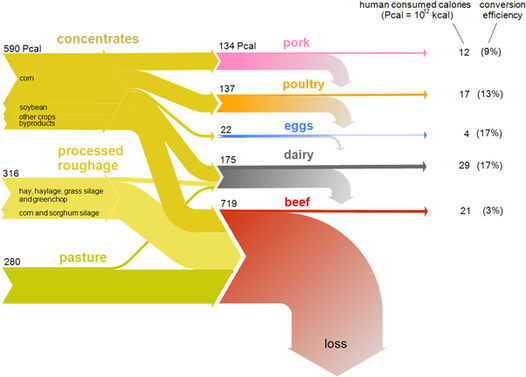 human consumed calories
(Pcal = 10¹² kcal)
conversion
efficiency
concentrates
590 Pcal
corn
soybean
other crops
byproducts
134 Pcal
pork
12
(9%)
137
poultry
17
(13%)
22
eggs
4
(17%)
processed
roughage
316
hay, haylage, grass silage
and greenchop
corn and sorghum silage
175
dairy
29
(17%)
719
beef
21
(3%)
pasture
280
loss